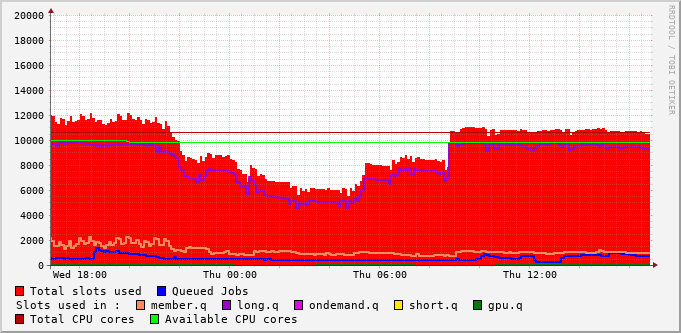 RRDTOOL / TOBI OETIKER
20000
18000
16000
14000
12000
10000
8000
6000
4000
2000
0
Wed 18:00 Thu 00:00 Thu 06:00 Thu 12:00
Total slots used Queued Jobs
Slots used in : member.q long.q ondemand.q short.q gpu.q
Total CPU cores Available CPU cores